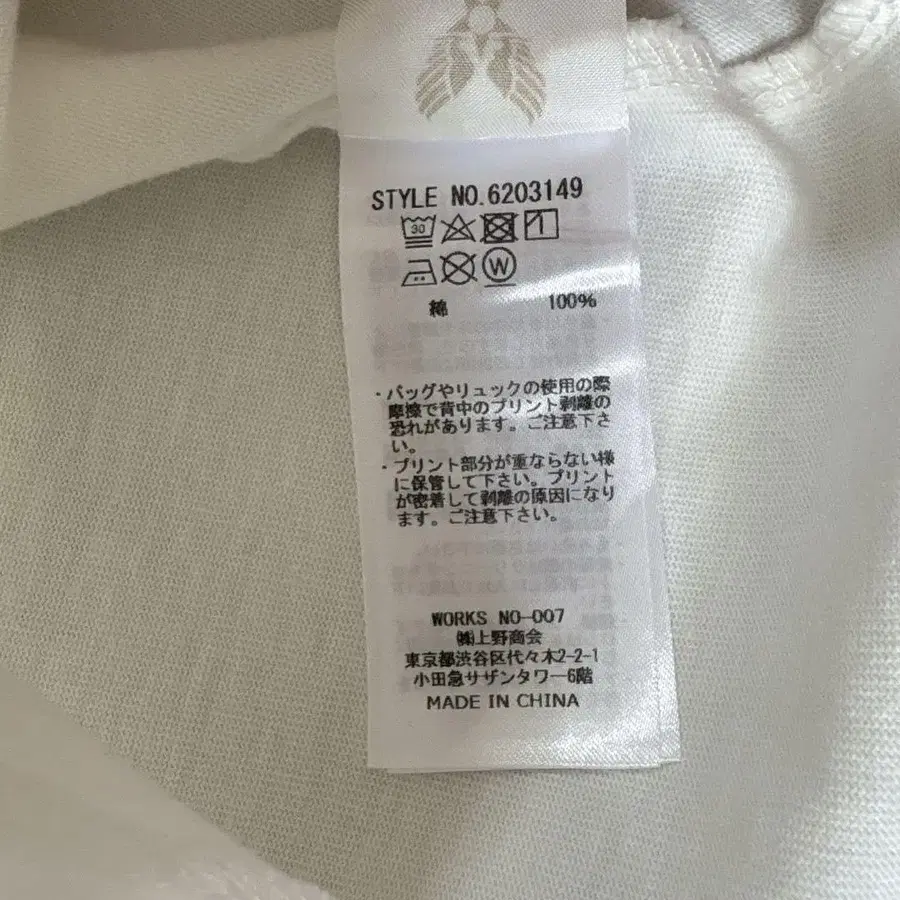 STYLE NO.6203149
30
W
綿 100%
・バッグやリュックの使用の際
摩擦で背中のプリント剥離の
恐れがあります。ご注意下さ
い。
・プリント部分が重ならない様
に保管して下さい。プリント
が密着して剥離の原因になり
ます。ご注意下さい。
WORKS NO-007
㈱上野商会
東京都渋谷区代々木2-2-1
小田急サザンタワー6階
MADE IN CHINA